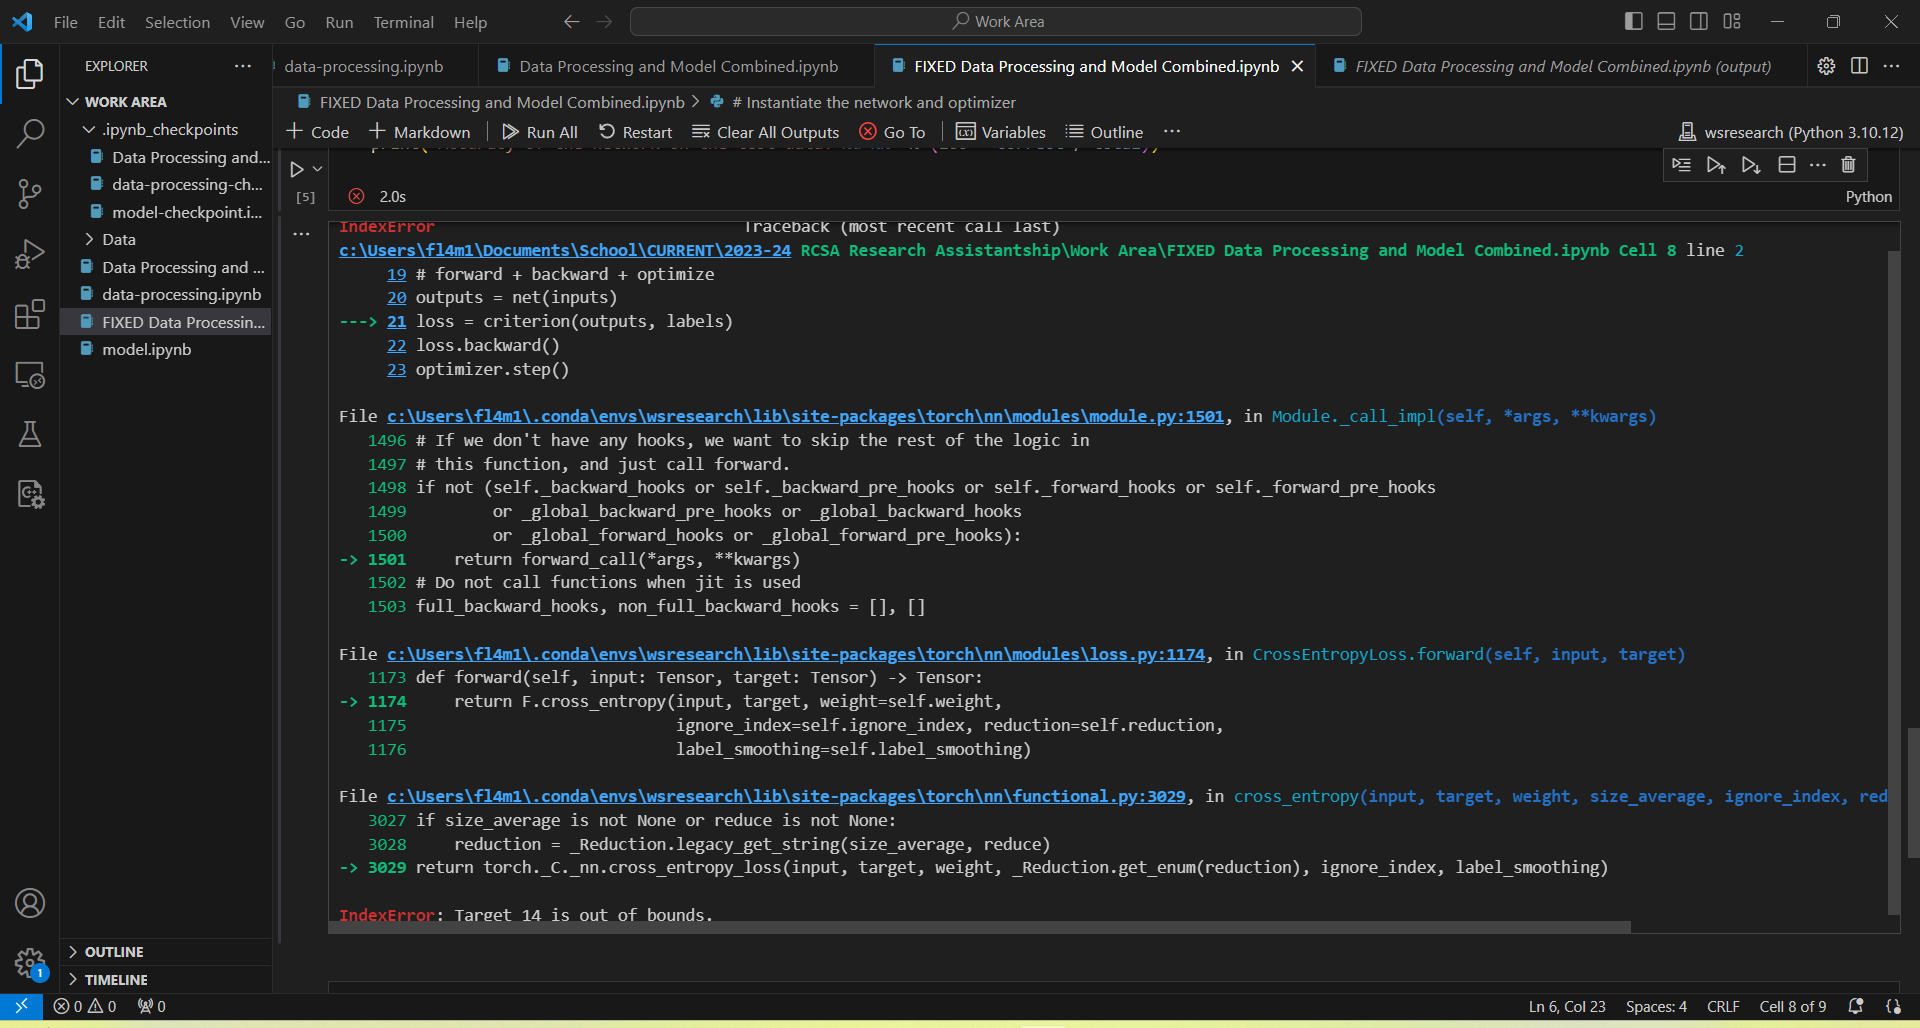 File Edit Selection View Go Run Terminal Help
Work Area
EXPLORER
data-processing.ipynb
Data Processing and Model Combined.ipynb
FIXED Data Processing and Model Combined.ipynb
FIXED Data Processing and Model Combined.ipynb (output)
WORK AREA
.ipynb_checkpoints
Data Processing and...
data-processing-ch...
model-checkpoint.i...
Data
Data Processing and ...
data-processing.ipynb
FIXED Data Processin...
model.ipynb
OUTLINE
TIMELINE
FIXED Data Processing and Model Combined.ipynb > # Instantiate the network and optimizer
+ Code + Markdown Run All Restart Clear All Outputs Go To Variables Outline ...
wsresearch (Python 3.10.12)
[5] 2.0s
Python
IndexError Traceback (most recent call last)
c:\Users\fl4m1\Documents\School\CURRENT\2023-24 RCSA Research Assistantship\Work Area\FIXED Data Processing and Model Combined.ipynb Cell 8 line 2
19 # forward + backward + optimize
20 outputs = net(inputs)
---> 21 loss = criterion(outputs, labels)
22 loss.backward()
23 optimizer.step()
File c:\Users\fl4m1\.conda\envs\wsresearch\lib\site-packages\torch\nn\modules\module.py:1501, in Module._call_impl(self, *args, **kwargs)
1496 # If we don't have any hooks, we want to skip the rest of the logic in
1497 # this function, and just call forward.
1498 if not (self._backward_hooks or self._backward_pre_hooks or self._forward_hooks or self._forward_pre_hooks
1499 or _global_backward_pre_hooks or _global_backward_hooks
1500 or _global_forward_hooks or _global_forward_pre_hooks):
-> 1501 return forward_call(*args, **kwargs)
1502 # Do not call functions when jit is used
1503 full_backward_hooks, non_full_backward_hooks = [], []
File c:\Users\fl4m1\.conda\envs\wsresearch\lib\site-packages\torch\nn\modules\loss.py:1174, in CrossEntropyLoss.forward(self, input, target)
1173 def forward(self, input: Tensor, target: Tensor) -> Tensor:
-> 1174 return F.cross_entropy(input, target, weight=self.weight,
1175 ignore_index=self.ignore_index, reduction=self.reduction,
1176 label_smoothing=self.label_smoothing)
File c:\Users\fl4m1\.conda\envs\wsresearch\lib\site-packages\torch\nn\functional.py:3029, in cross_entropy(input, target, weight, size_average, ignore_index, red
3027 if size_average is not None or reduce is not None:
3028 reduction = _Reduction.legacy_get_string(size_average, reduce)
-> 3029 return torch._C._nn.cross_entropy_loss(input, target, weight, _Reduction.get_enum(reduction), ignore_index, label_smoothing)
IndexError: Target 14 is out of bounds.
1
0 0 0
Ln 6, Col 23 Spaces: 4 CRLF Cell 8 of 9